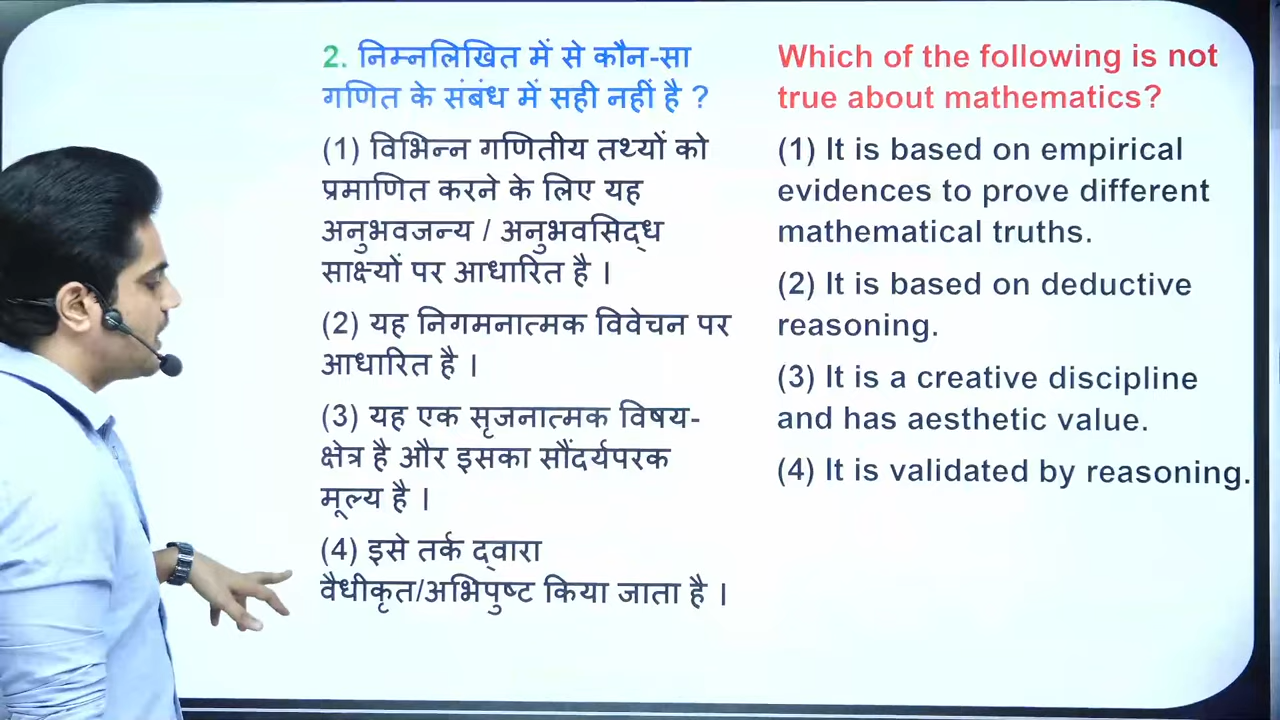 2. निम्नलिखित में से कौन-सा
गणित के संबंध में सही नहीं है ?
(1) विभिन्न गणितीय तथ्यों को
प्रमाणित करने के लिए यह
अनुभवजन्य / अनुभवसिद्ध
साक्ष्यों पर आधारित है ।
(2) यह निगमनात्मक विवेचन पर
आधारित है ।
(3) यह एक सृजनात्मक विषय-
क्षेत्र है और इसका सौंदर्यपरक
मूल्य है ।
(4) इसे तर्क द्वारा
वैधीकृत/अभिपुष्ट किया जाता है ।
Which of the following is not
true about mathematics?
(1) It is based on empirical
evidences to prove different
mathematical truths.
(2) It is based on deductive
reasoning.
(3) It is a creative discipline
and has aesthetic value.
(4) It is validated by reasoning.